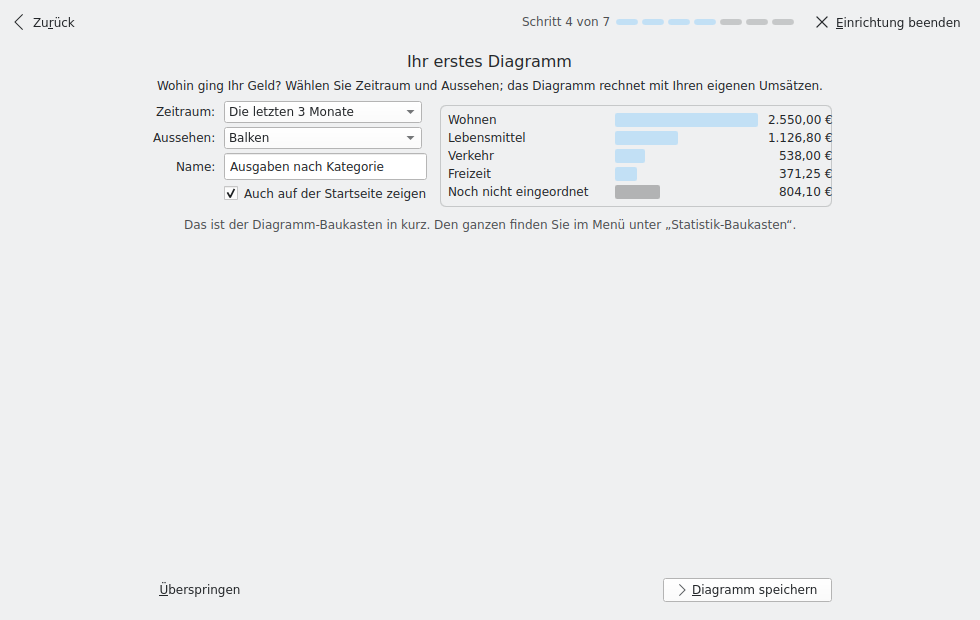 Zurück
Schritt 4 von 7
Einrichtung beenden
Ihr erstes Diagramm
Wohin ging Ihr Geld? Wählen Sie Zeitraum und Aussehen; das Diagramm rechnet mit Ihren eigenen Umsätzen.
Zeitraum: Die letzten 3 Monate
Aussehen: Balken
Name: Ausgaben nach Kategorie
Auch auf der Startseite zeigen
Wohnen 2.550,00 €
Lebensmittel 1.126,80 €
Verkehr 538,00 €
Freizeit 371,25 €
Noch nicht eingeordnet 804,10 €
Das ist der Diagramm-Baukasten in kurz. Den ganzen finden Sie im Menü unter „Statistik-Baukasten“.
Überspringen
Diagramm speichern